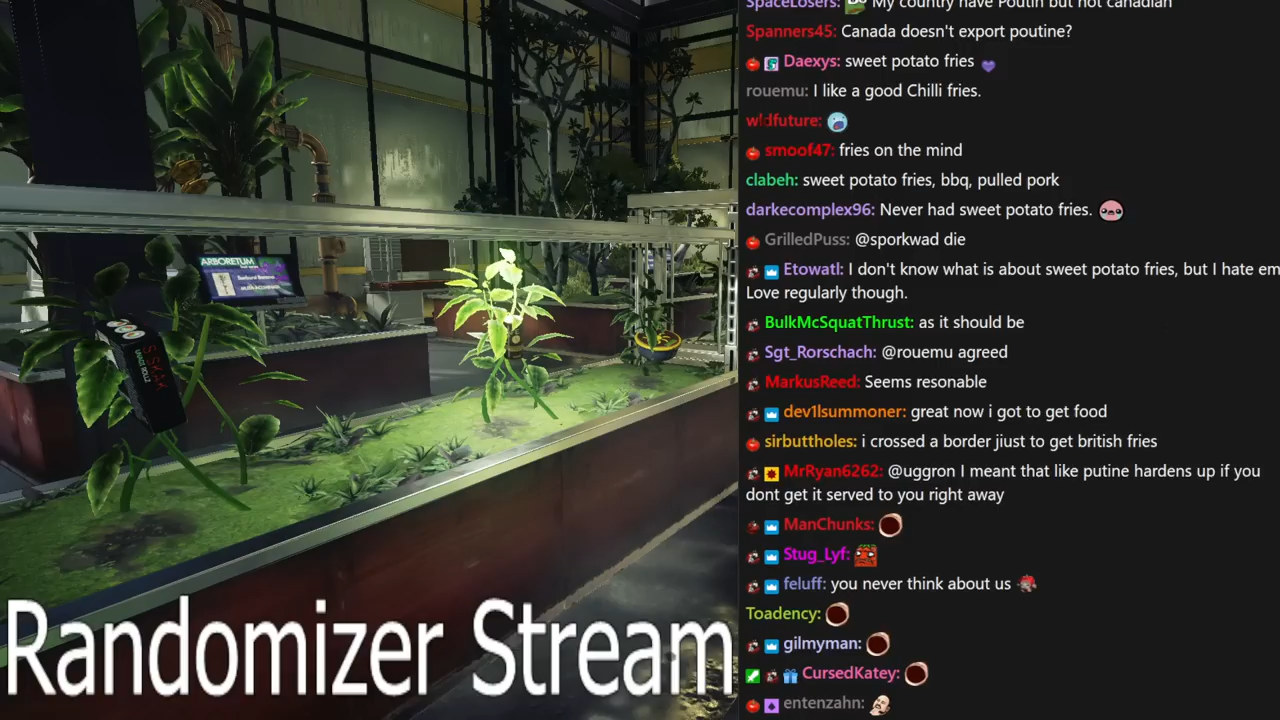 SpaceLosers: My country have Poutin but not canadian
Spanners45: Canada doesn't export poutine?
Daexys: sweet potato fries
rouemu: I like a good Chilli fries.
wldfuture:
smoof47: fries on the mind
clabeh: sweet potato fries, bbq, pulled pork
darkecomplex96: Never had sweet potato fries.
GrilledPuss: @sporkwad die
Etowatl: I don't know what is about sweet potato fries, but I hate em
Love regularly though.
BulkMcSquatThrust: as it should be
Sgt_Rorschach: @rouemu agreed
MarkusReed: Seems resonable
dev1lsummoner: great now i got to get food
sirbuttholes: i crossed a border jiust to get british fries
MrRyan6262: @uggron I meant that like putine hardens up if you
dont get it served to you right away
ManChunks:
Stug_Lyf:
feluff: you never think about us
Toadency:
gilmyman:
CursedKatey:
entenzahn:
ARBORETUM
Randomizer Stream